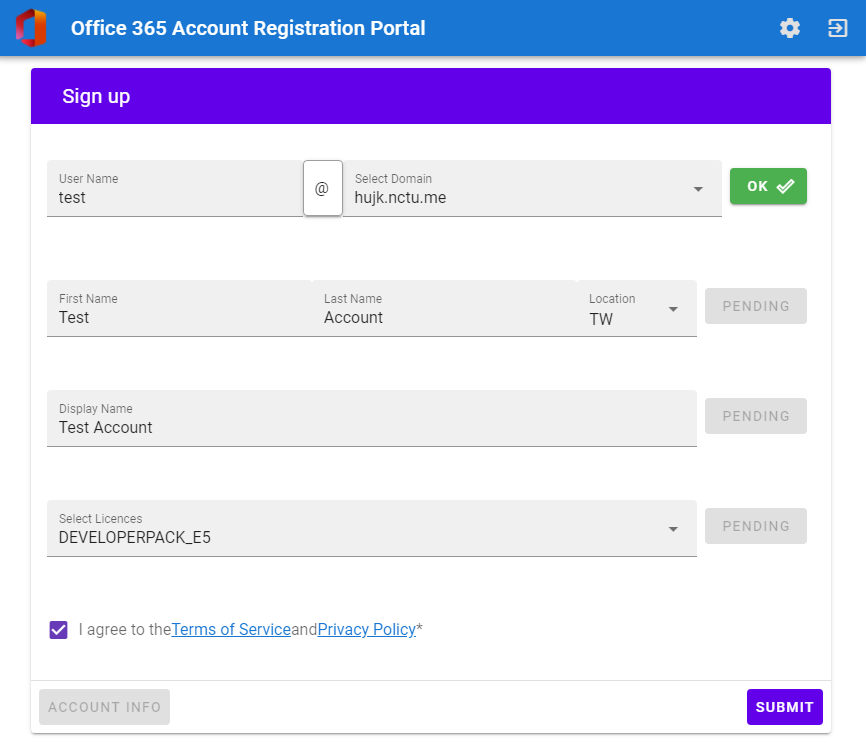 Office 365 Account Registration Portal
Sign up
User Name
test
@
Select Domain
hujk.nctu.me
OK
First Name
Test
Last Name
Account
Location
TW
PENDING
Display Name
Test Account
PENDING
Select Licences
DEVELOPERPACK_E5
PENDING
I agree to theTerms of ServiceandPrivacy Policy*
ACCOUNT INFO
SUBMIT